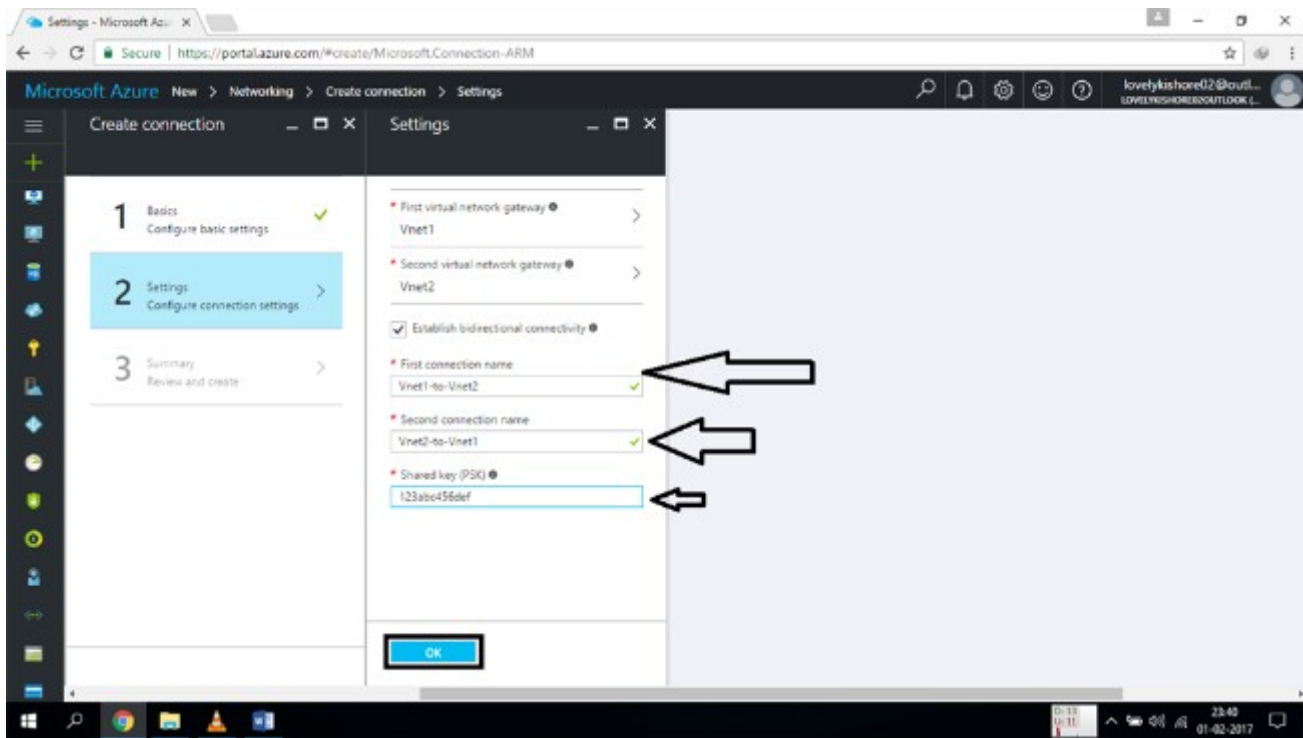 Settings - Microsoft Azu
Secure | https://portal.azure.com/#create/Microsoft.Connection-ARM
Microsoft Azure New > Networking > Create connection > Settings
lovelykishore02@outl...
Create connection
Settings
1
Basics
Configure basic settings
2
Settings
Configure connection settings
3
Summary
Review and create
* First virtual network gateway
Vnet1
* Second virtual network gateway
Vnet2
Establish bidirectional connectivity
* First connection name
Vnet1-to-Vnet2
* Second connection name
Vnet2-to-Vnet1
* Shared key (PSK)
123abc456def
OK
23:40
01-02-2017